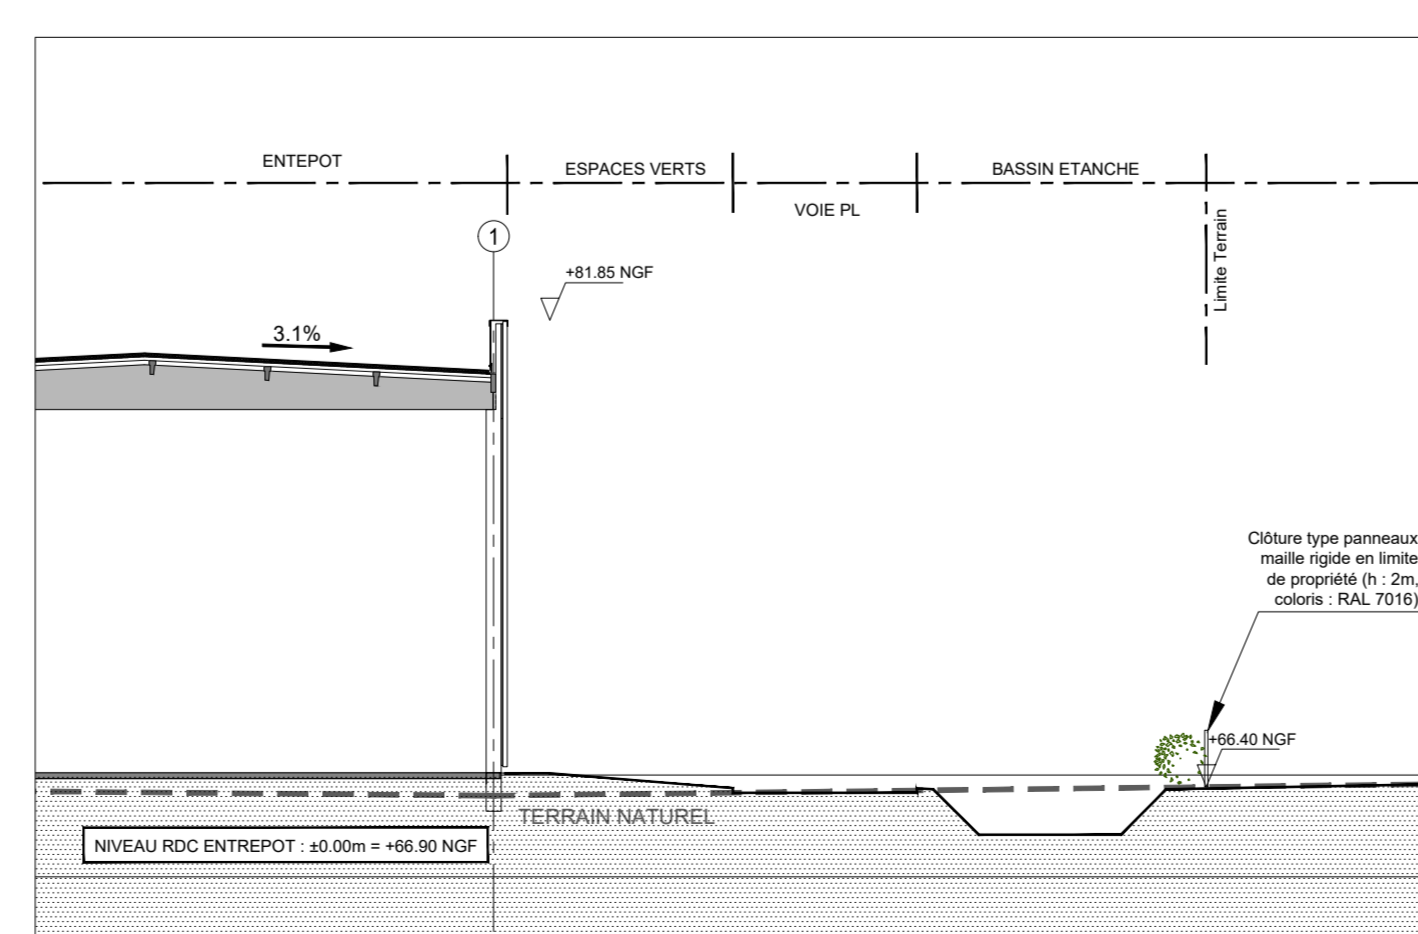 ENTEPOT
ESPACES VERTS
BASSIN ETANCHE
VOIE PL
Limite Terrain
1
+81.85 NGF
3.1%
Clôture type panneaux
maille rigide en limite
de propriété (h : 2m,
coloris : RAL 7016)
+66.40 NGF
TERRAIN NATUREL
NIVEAU RDC ENTREPOT : ±0.00m = +66.90 NGF